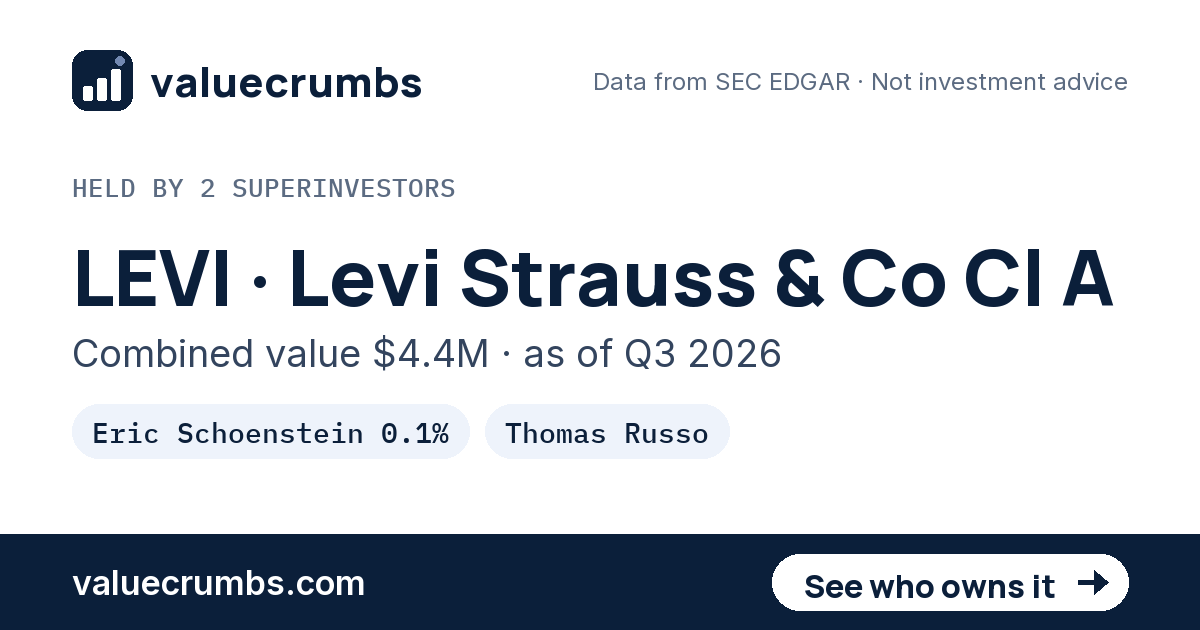 valuecrumbs
Data from SEC EDGAR · Not investment advice
HELD BY 2 SUPERINVESTORS
LEVI · Levi Strauss & Co Cl A
Combined value $4.4M · as of Q3 2026
Eric Schoenstein 0.1%
Thomas Russo
valuecrumbs.com
See who owns it →